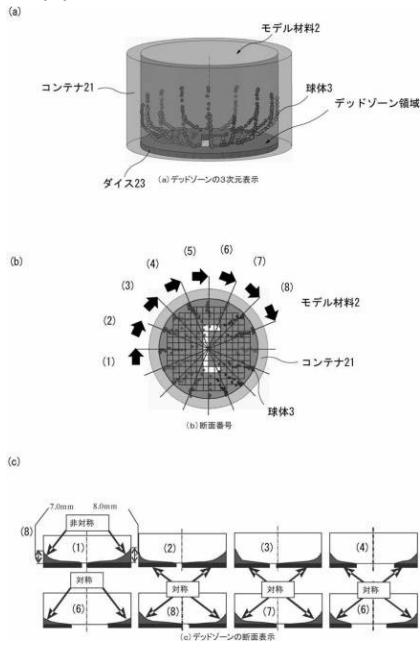 (a)
モデル材料2
コンテナ21
球体3
デッドゾーン領域
ダイス23
(a)デッドゾーンの3次元表示
(b)
(1)
(2)
(3)
(4)
(5)
(6)
(7)
(8)
モデル材料2
コンテナ21
球体3
(b)断面番号
(c)
7.0mm 8.0mm
非対称
(8)
(1) (2) (3) (4)
対称 対称 対称 対称
(6) (8) (7) (6)
(c)デッドゾーンの断面表示